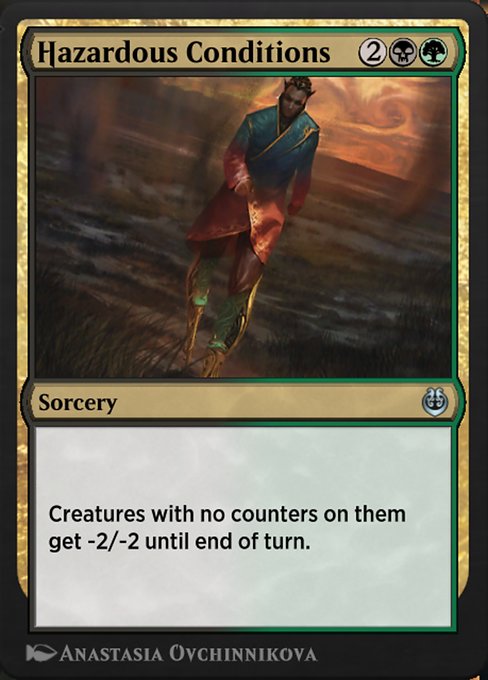 Hazardous Conditions 2
Sorcery
Creatures with no counters on them
get -2/-2 until end of turn.
Anastasia Ovchinnikova